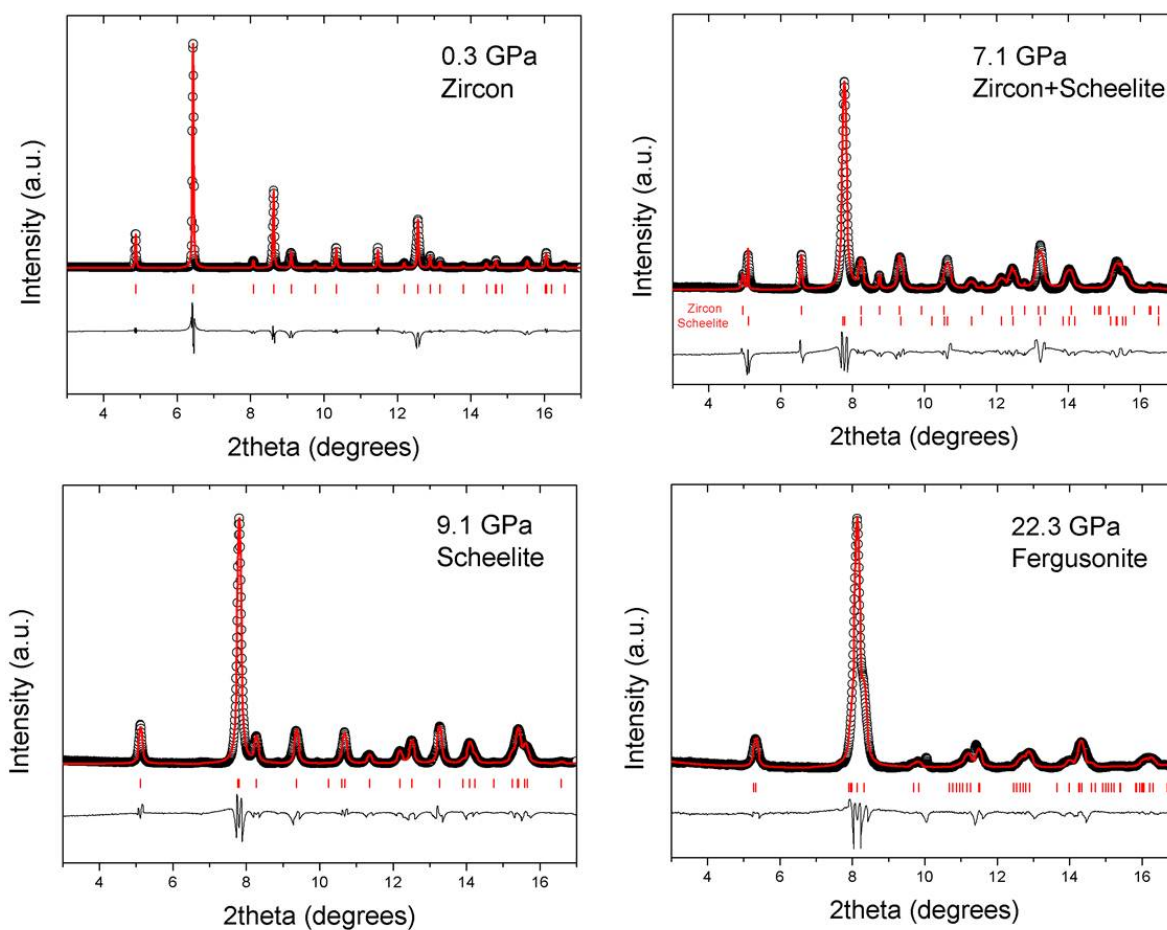 0.3 GPa
Zircon
Intensity (a.u.)
4 6 8 10 12 14 16
2theta (degrees)
7.1 GPa
Zircon+Scheelite
Intensity (a.u.)
Zircon
Scheelite
4 6 8 10 12 14 16
2theta (degrees)
9.1 GPa
Scheelite
Intensity (a.u.)
4 6 8 10 12 14 16
2theta (degrees)
22.3 GPa
Fergusonite
Intensity (a.u.)
4 6 8 10 12 14 16
2theta (degrees)